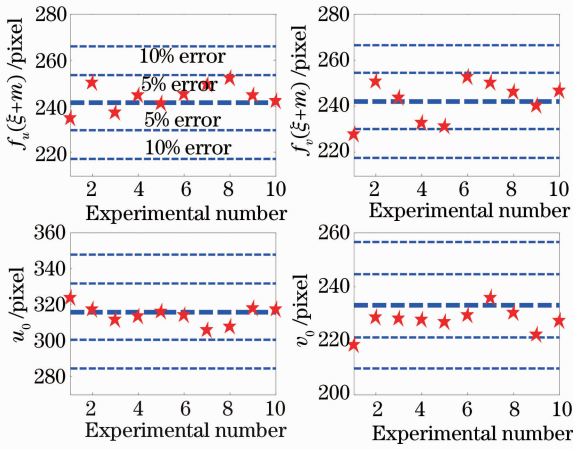 280
260
240
220
f_u(ξ+m) /pixel
10% error
5% error
5% error
10% error
2 4 6 8 10
Experimental number
280
260
240
220
f_v(ξ+m) /pixel
2 4 6 8 10
Experimental number
360
340
320
300
280
u_0 /pixel
2 4 6 8 10
Experimental number
260
240
220
200
v_0 /pixel
2 4 6 8 10
Experimental number